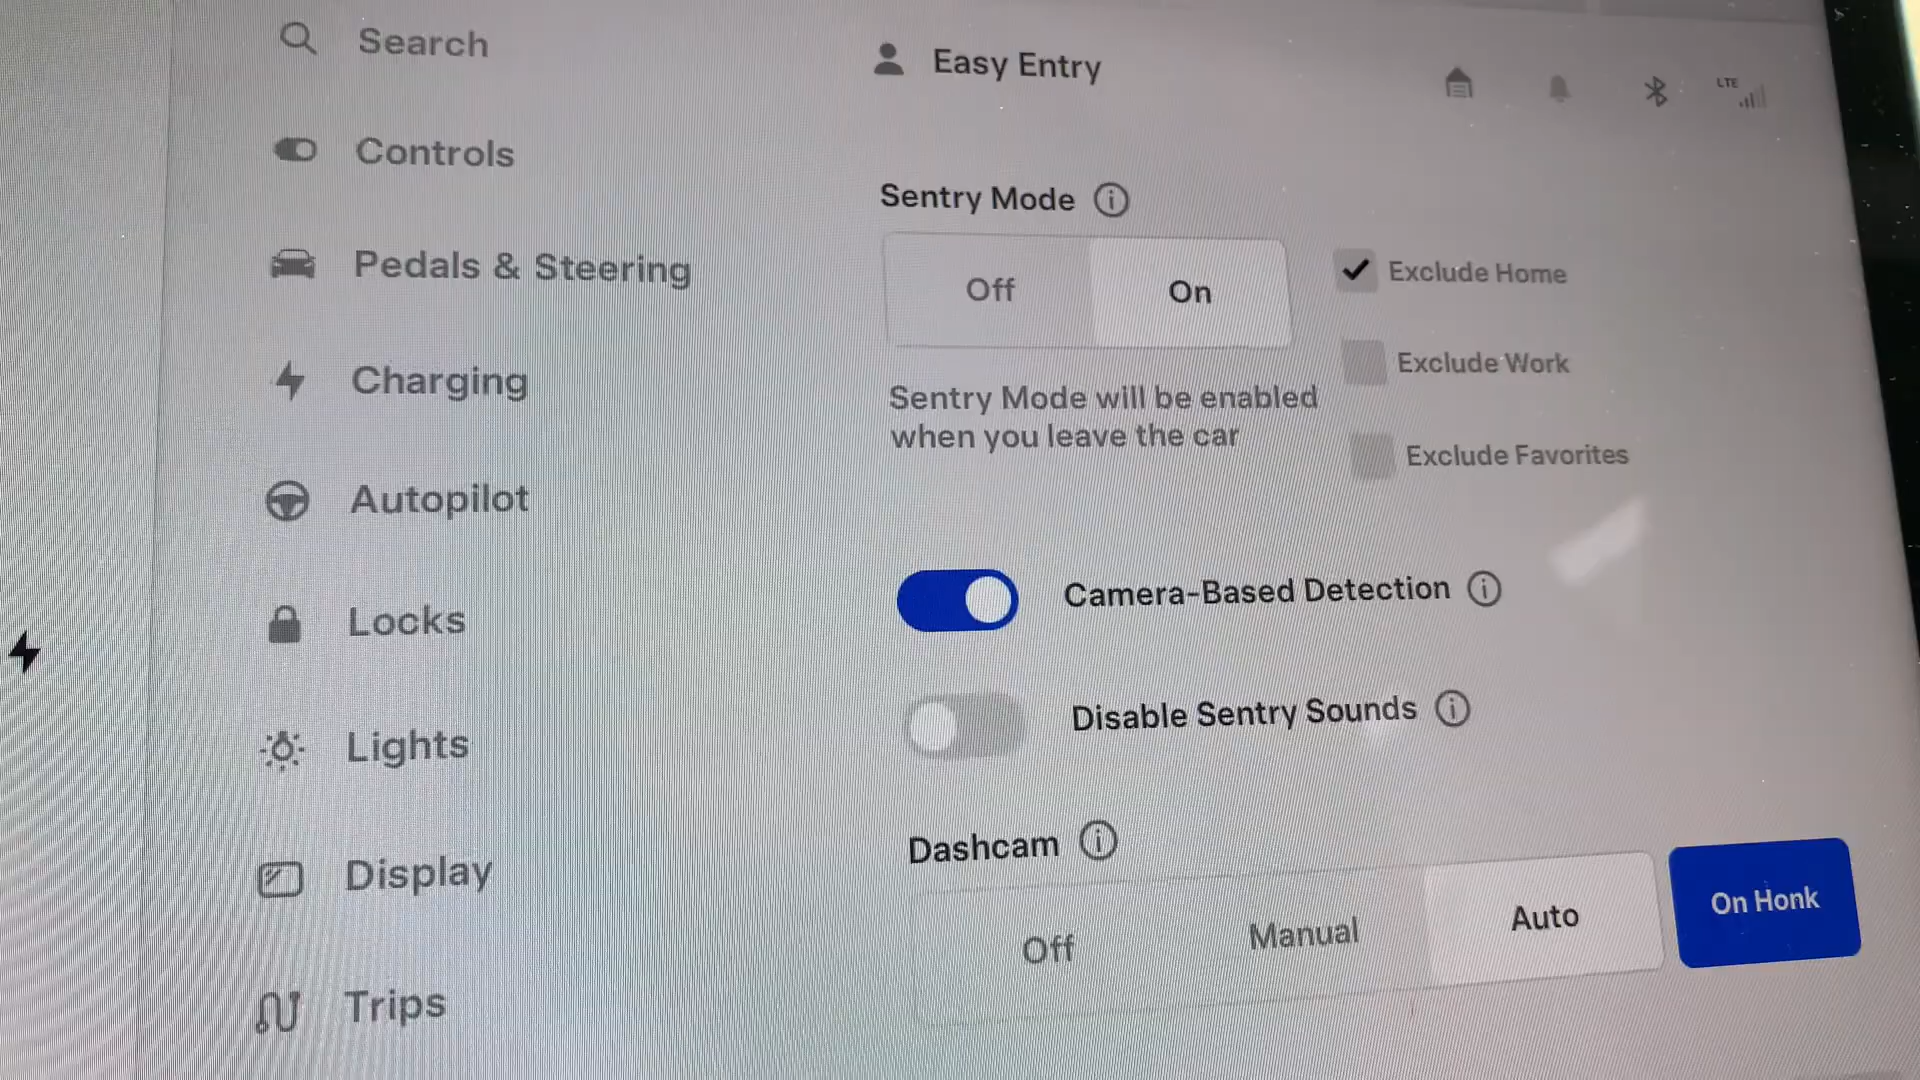 Search
Controls
Pedals & Steering
Charging
Autopilot
Locks
Lights
Display
Trips
Easy Entry
LTE
Sentry Mode
Off
On
Exclude Home
Exclude Work
Exclude Favorites
Sentry Mode will be enabled
when you leave the car
Camera-Based Detection
Disable Sentry Sounds
Dashcam
Off
Manual
Auto
On Honk